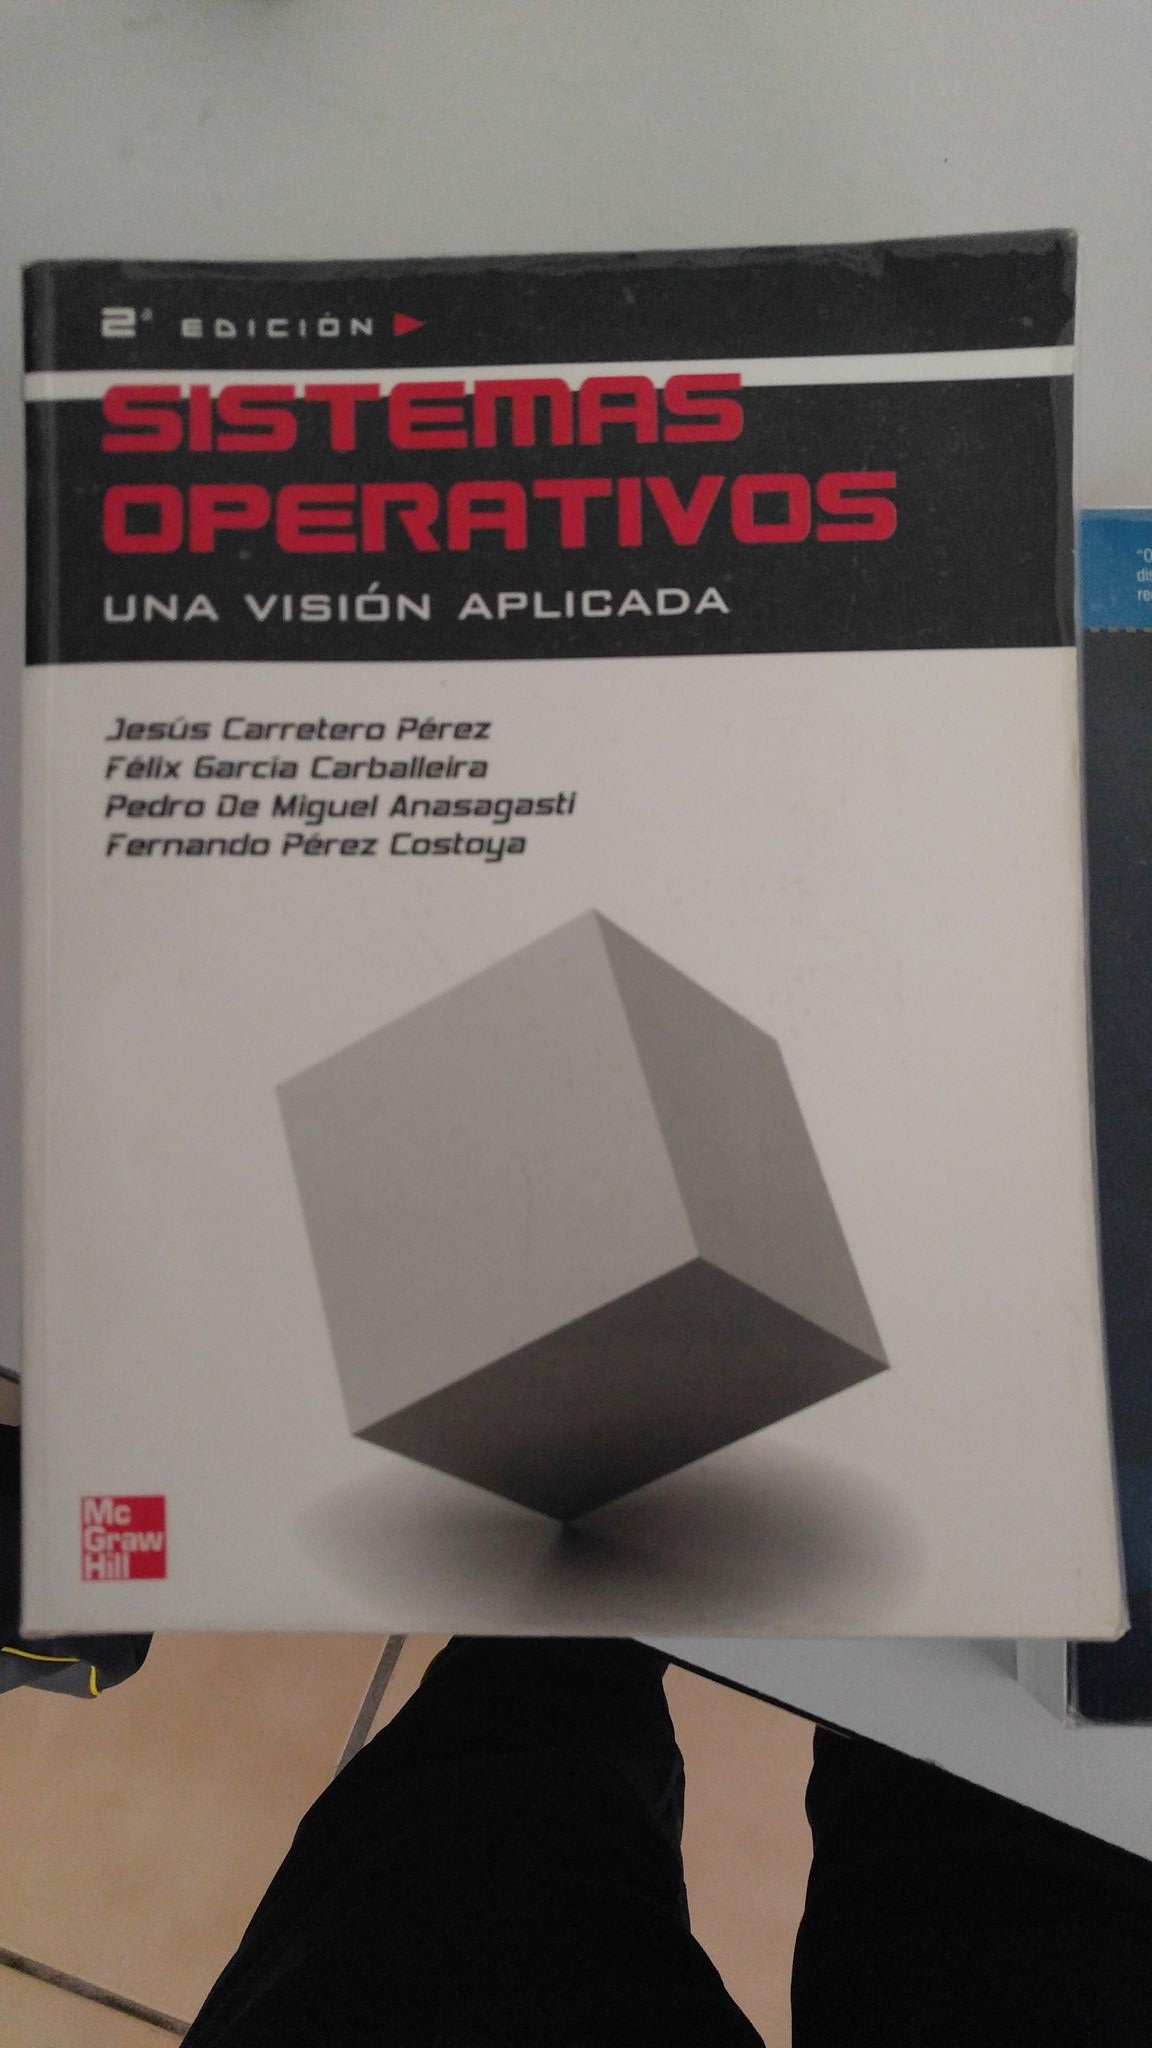 2ª EDICIÓN
SISTEMAS
OPERATIVOS
UNA VISIÓN APLICADA
Jesús Carretero Pérez
Félix García Carballeira
Pedro De Miguel Anasagasti
Fernando Pérez Costoya
Mc
Graw
Hill